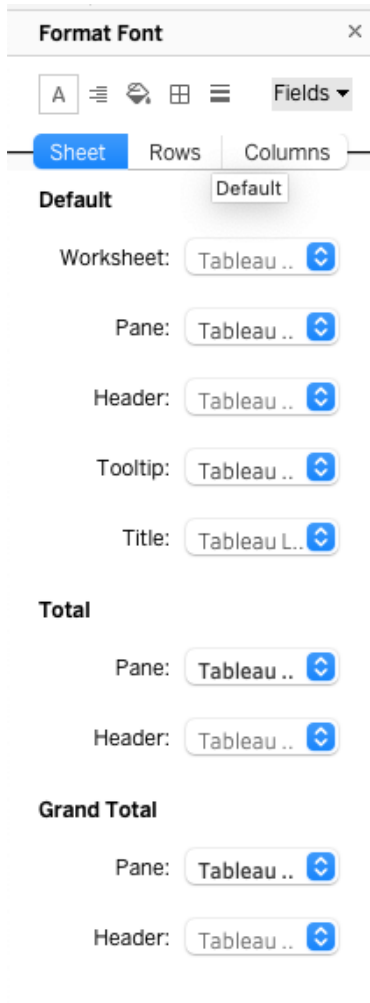 Format Font ×
A Fields
Sheet Rows Columns
Default
Default
Worksheet: Tableau ..
Pane: Tableau ..
Header: Tableau ..
Tooltip: Tableau ..
Title: Tableau L..
Total
Pane: Tableau ..
Header: Tableau ..
Grand Total
Pane: Tableau ..
Header: Tableau ..